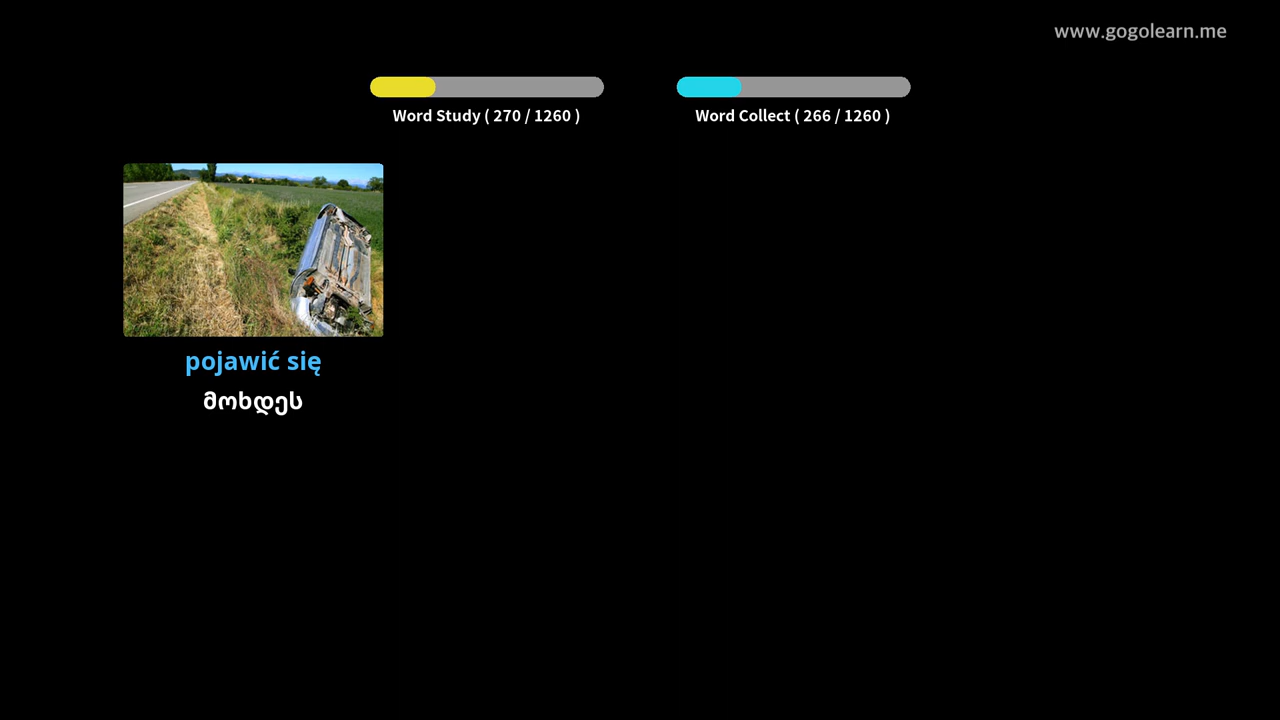 www.gogolearn.me
Word Study ( 270 / 1260 )
Word Collect ( 266 / 1260 )
pojawić się
მოხდეს